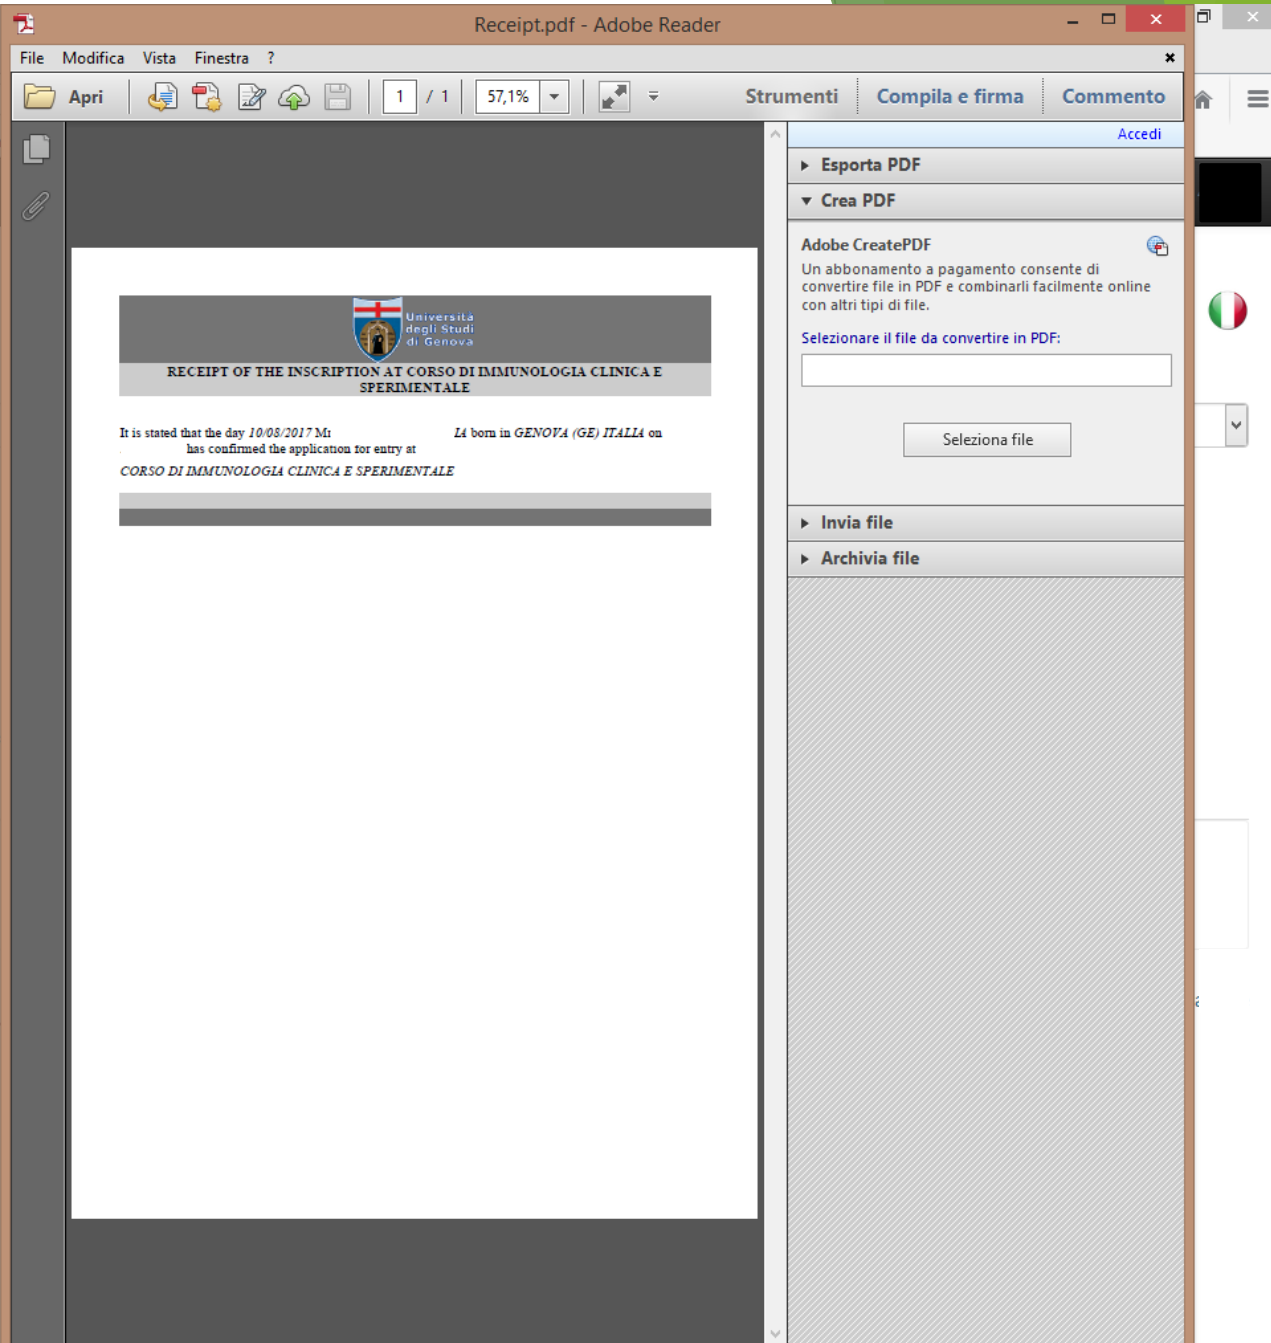 Receipt.pdf - Adobe Reader
File Modifica Vista Finestra ?
Apri 1 / 1 57,1% Strumenti Compila e firma Commento
Accedi
Esporta PDF
Crea PDF
Adobe CreatePDF
Un abbonamento a pagamento consente di
convertire file in PDF e combinarli facilmente online
con altri tipi di file.
Selezionare il file da convertire in PDF:
Seleziona file
Invia file
Archivia file
Università
degli Studi
di Genova
RECEIPT OF THE INSCRIPTION AT CORSO DI IMMUNOLOGIA CLINICA E
SPERIMENTALE
It is stated that the day 10/08/2017 Mr IA born in GENOVA (GE) ITALIA on
has confirmed the application for entry at
CORSO DI IMMUNOLOGIA CLINICA E SPERIMENTALE